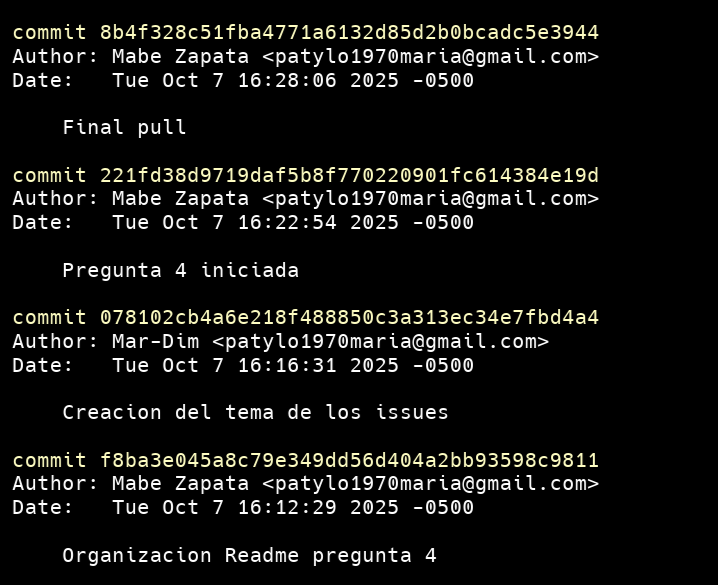 commit 8b4f328c51fba4771a6132d85d2b0bcadc5e3944
Author: Mabe Zapata <patylo1970maria@gmail.com>
Date:   Tue Oct 7 16:28:06 2025 -0500
Final pull
commit 221fd38d9719daf5b8f770220901fc614384e19d
Author: Mabe Zapata <patylo1970maria@gmail.com>
Date:   Tue Oct 7 16:22:54 2025 -0500
Pregunta 4 iniciada
commit 078102cb4a6e218f488850c3a313ec34e7fbd4a4
Author: Mar-Dim <patylo1970maria@gmail.com>
Date:   Tue Oct 7 16:16:31 2025 -0500
Creacion del tema de los issues
commit f8ba3e045a8c79e349dd56d404a2bb93598c9811
Author: Mabe Zapata <patylo1970maria@gmail.com>
Date:   Tue Oct 7 16:12:29 2025 -0500
Organizacion Readme pregunta 4